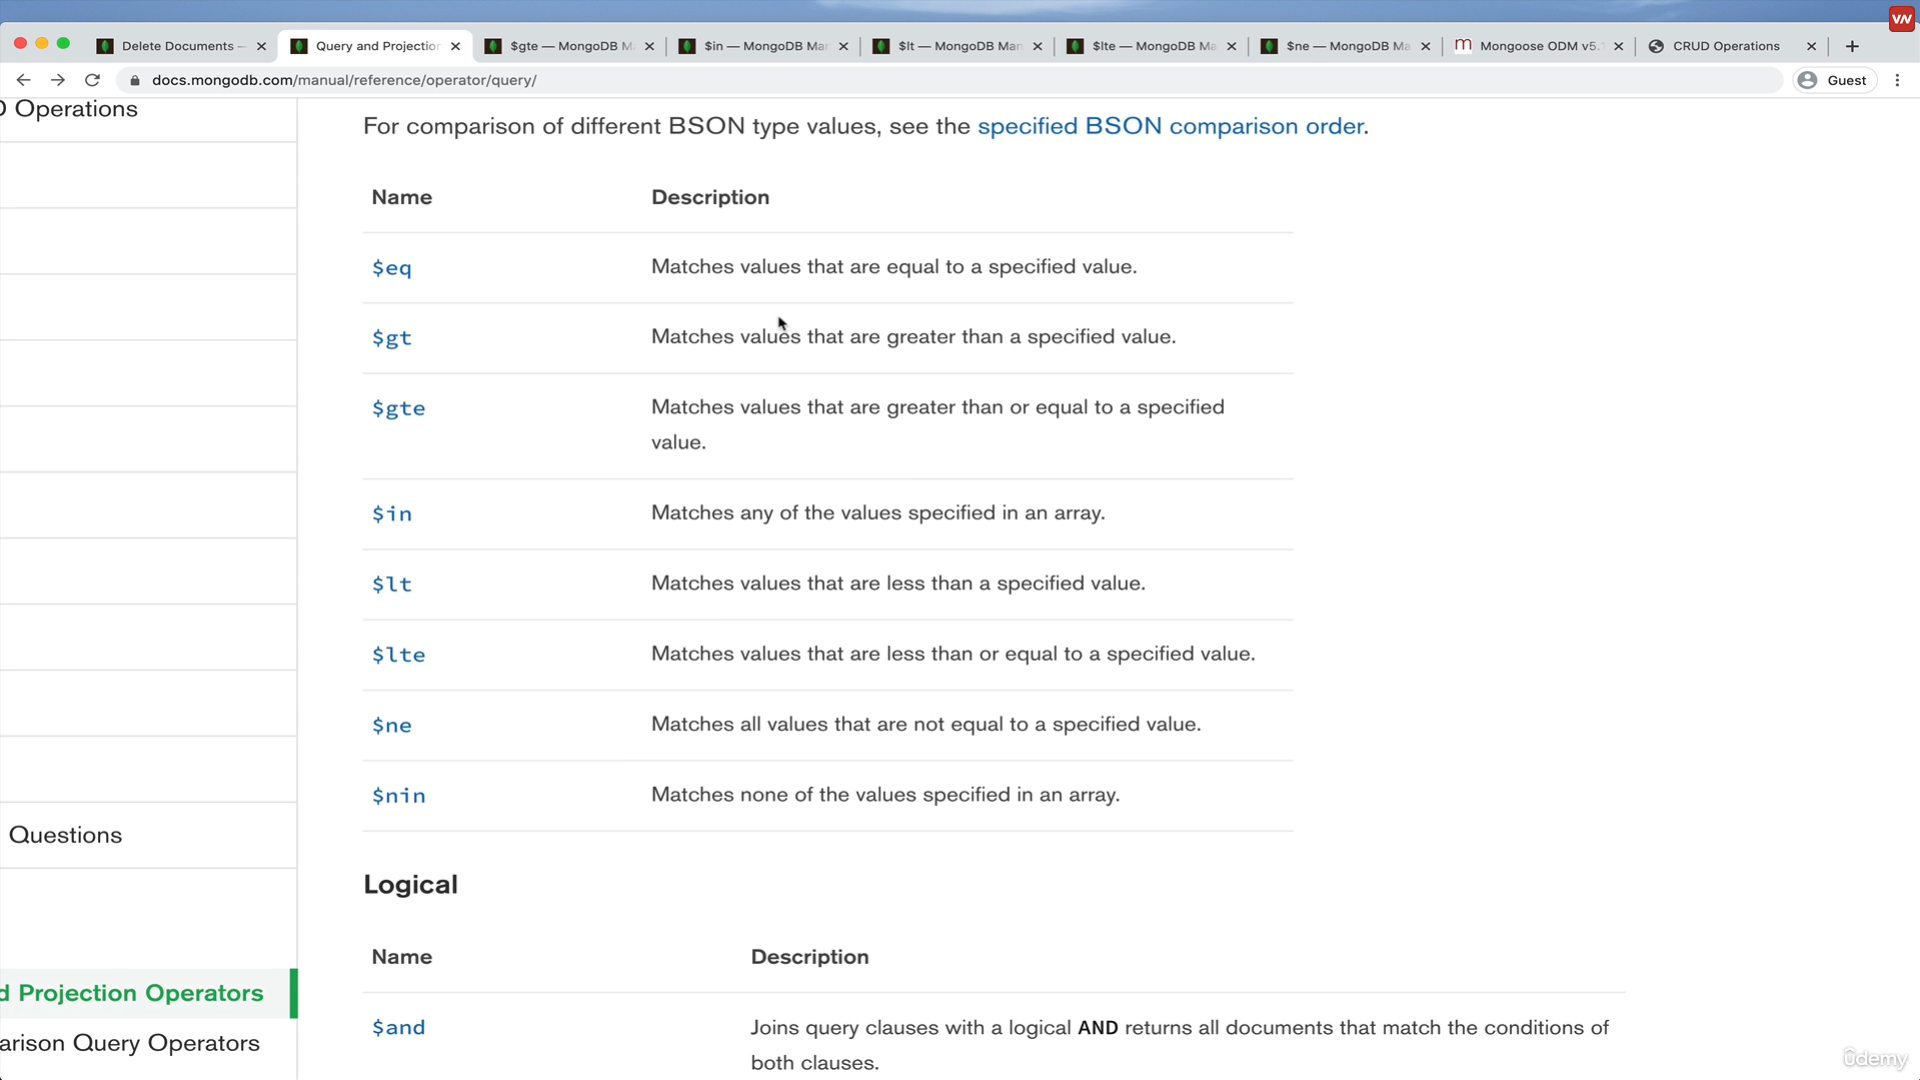 VN
Delete Documents —
Query and Projection
$gte — MongoDB Ma
$in — MongoDB Man
$lt — MongoDB Man
$lte — MongoDB Ma
$ne — MongoDB Ma
Mongoose ODM v5.1
CRUD Operations
docs.mongodb.com/manual/reference/operator/query/
Guest
D Operations
Questions
d Projection Operators
arison Query Operators
For comparison of different BSON type values, see the specified BSON comparison order.
Name Description
$eq Matches values that are equal to a specified value.
$gt Matches values that are greater than a specified value.
$gte Matches values that are greater than or equal to a specified
value.
$in Matches any of the values specified in an array.
$lt Matches values that are less than a specified value.
$lte Matches values that are less than or equal to a specified value.
$ne Matches all values that are not equal to a specified value.
$nin Matches none of the values specified in an array.
Logical
Name Description
$and Joins query clauses with a logical AND returns all documents that match the conditions of
both clauses.
ûdemy